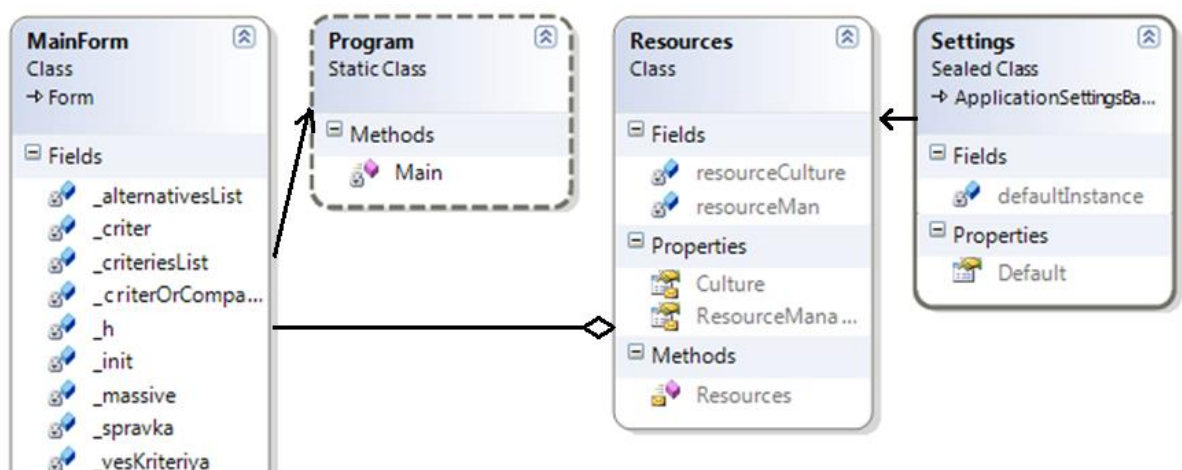 MainForm
Class
Form
Fields
_alternativesList
_criter
_criteriesList
_criterOrCompa...
_h
_init
_massive
_spravka
_vesKriteriya
Program
Static Class
Methods
Main
Resources
Class
Fields
resourceCulture
resourceMan
Properties
Culture
ResourceMana...
Methods
Resources
Settings
Sealed Class
ApplicationSettingsBa...
Fields
defaultInstance
Properties
Default